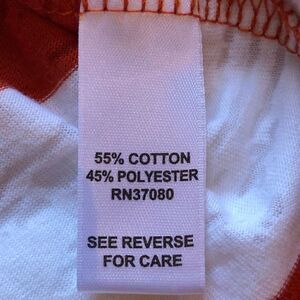 55% COTTON
45% POLYESTER
RN37080
SEE REVERSE
FOR CARE